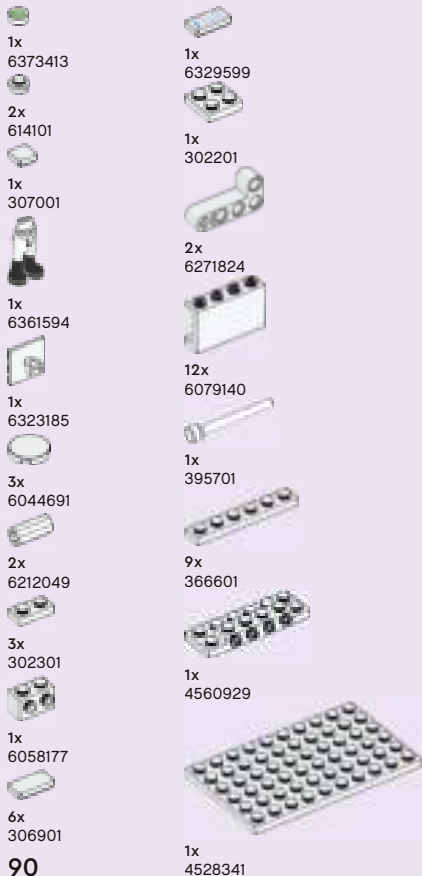 1x
6373413
2x
614101
1x
307001
1x
6361594
1x
6323185
3x
6044691
2x
6212049
3x
302301
1x
6058177
6x
306901
90
1x
6329599
1x
302201
2x
6271824
12x
6079140
1x
395701
9x
366601
1x
4560929
1x
4528341